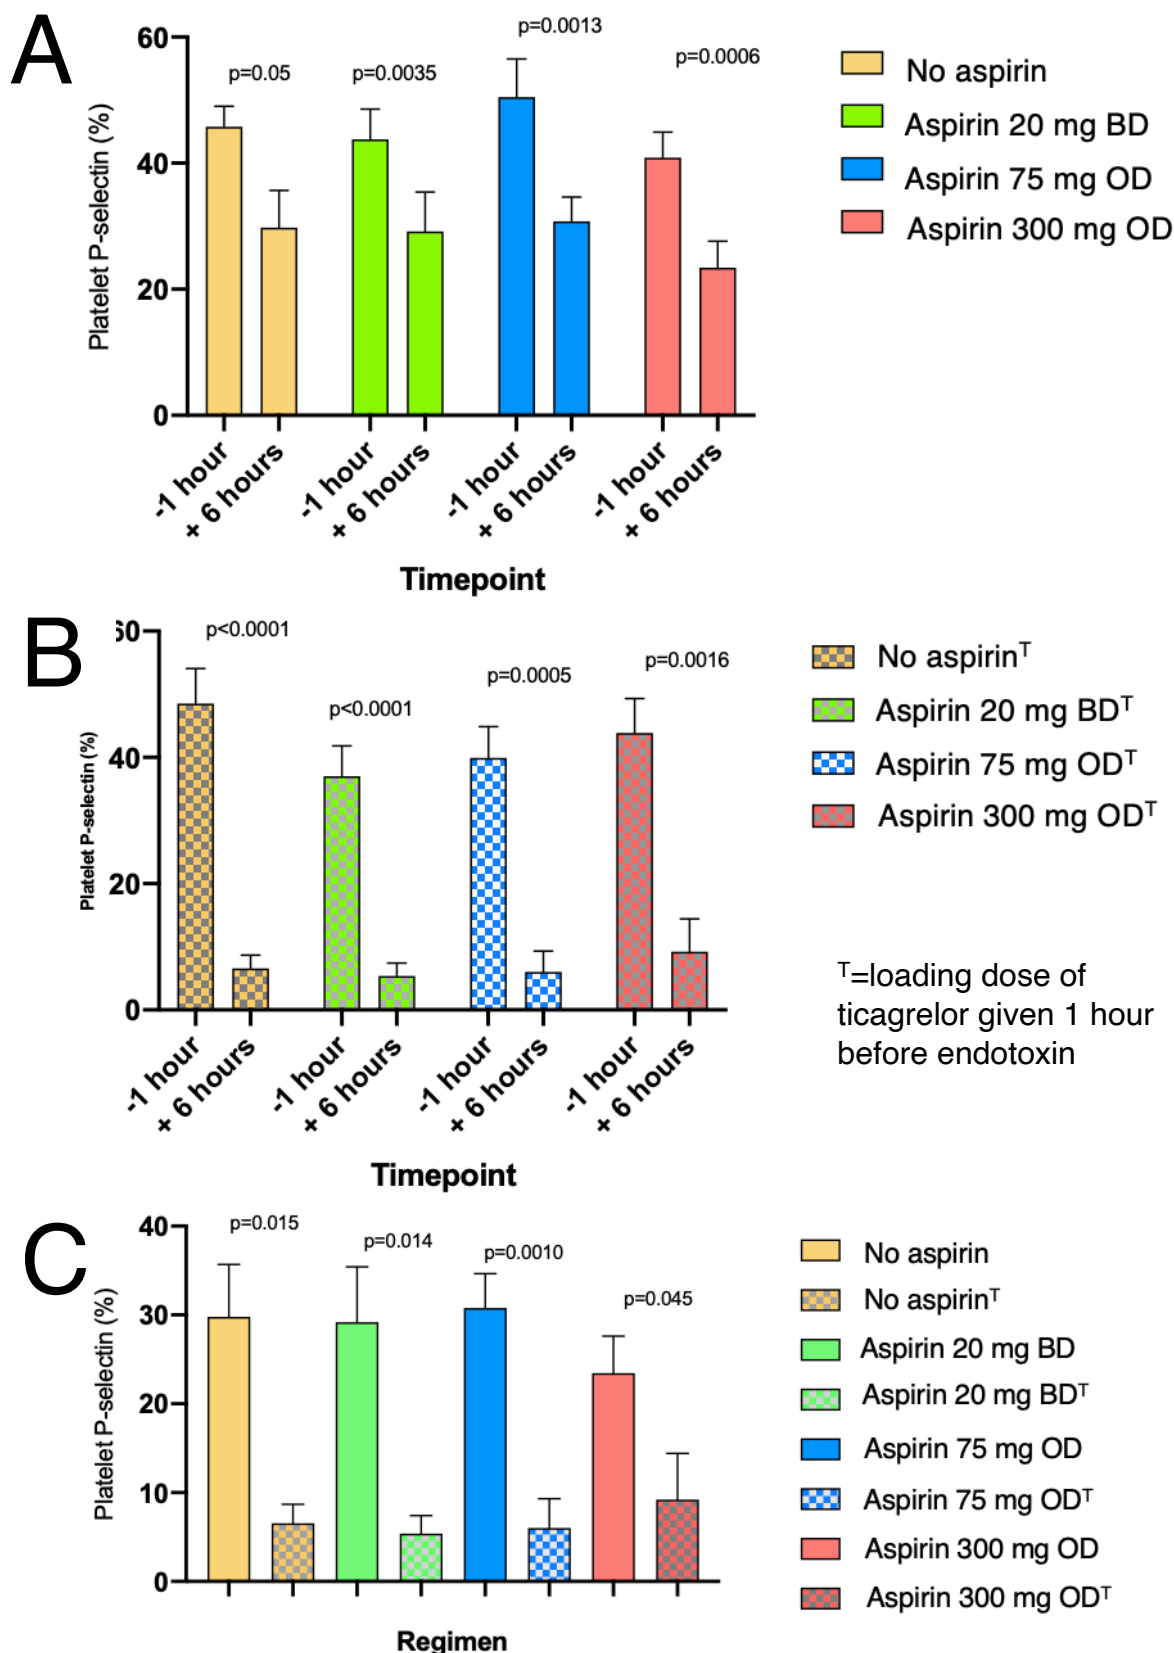 A
60
40
20
0
Platelet P-selectin (%)
p=0.05
p=0.0035
p=0.0013
p=0.0006
-1 hour
+ 6 hours
-1 hour
+ 6 hours
-1 hour
+ 6 hours
-1 hour
+ 6 hours
Timepoint
No aspirin
Aspirin 20 mg BD
Aspirin 75 mg OD
Aspirin 300 mg OD
B
60
40
20
0
Platelet P-selectin (%)
p<0.0001
p<0.0001
p=0.0005
p=0.0016
-1 hour
+ 6 hours
-1 hour
+ 6 hours
-1 hour
+ 6 hours
-1 hour
+ 6 hours
Timepoint
No aspirinᵀ
Aspirin 20 mg BDᵀ
Aspirin 75 mg ODᵀ
Aspirin 300 mg ODᵀ
ᵀ=loading dose of
ticagrelor given 1 hour
before endotoxin
C
40
30
20
10
0
Platelet P-selectin (%)
p=0.015
p=0.014
p=0.0010
p=0.045
Regimen
No aspirin
No aspirinᵀ
Aspirin 20 mg BD
Aspirin 20 mg BDᵀ
Aspirin 75 mg OD
Aspirin 75 mg ODᵀ
Aspirin 300 mg OD
Aspirin 300 mg ODᵀ